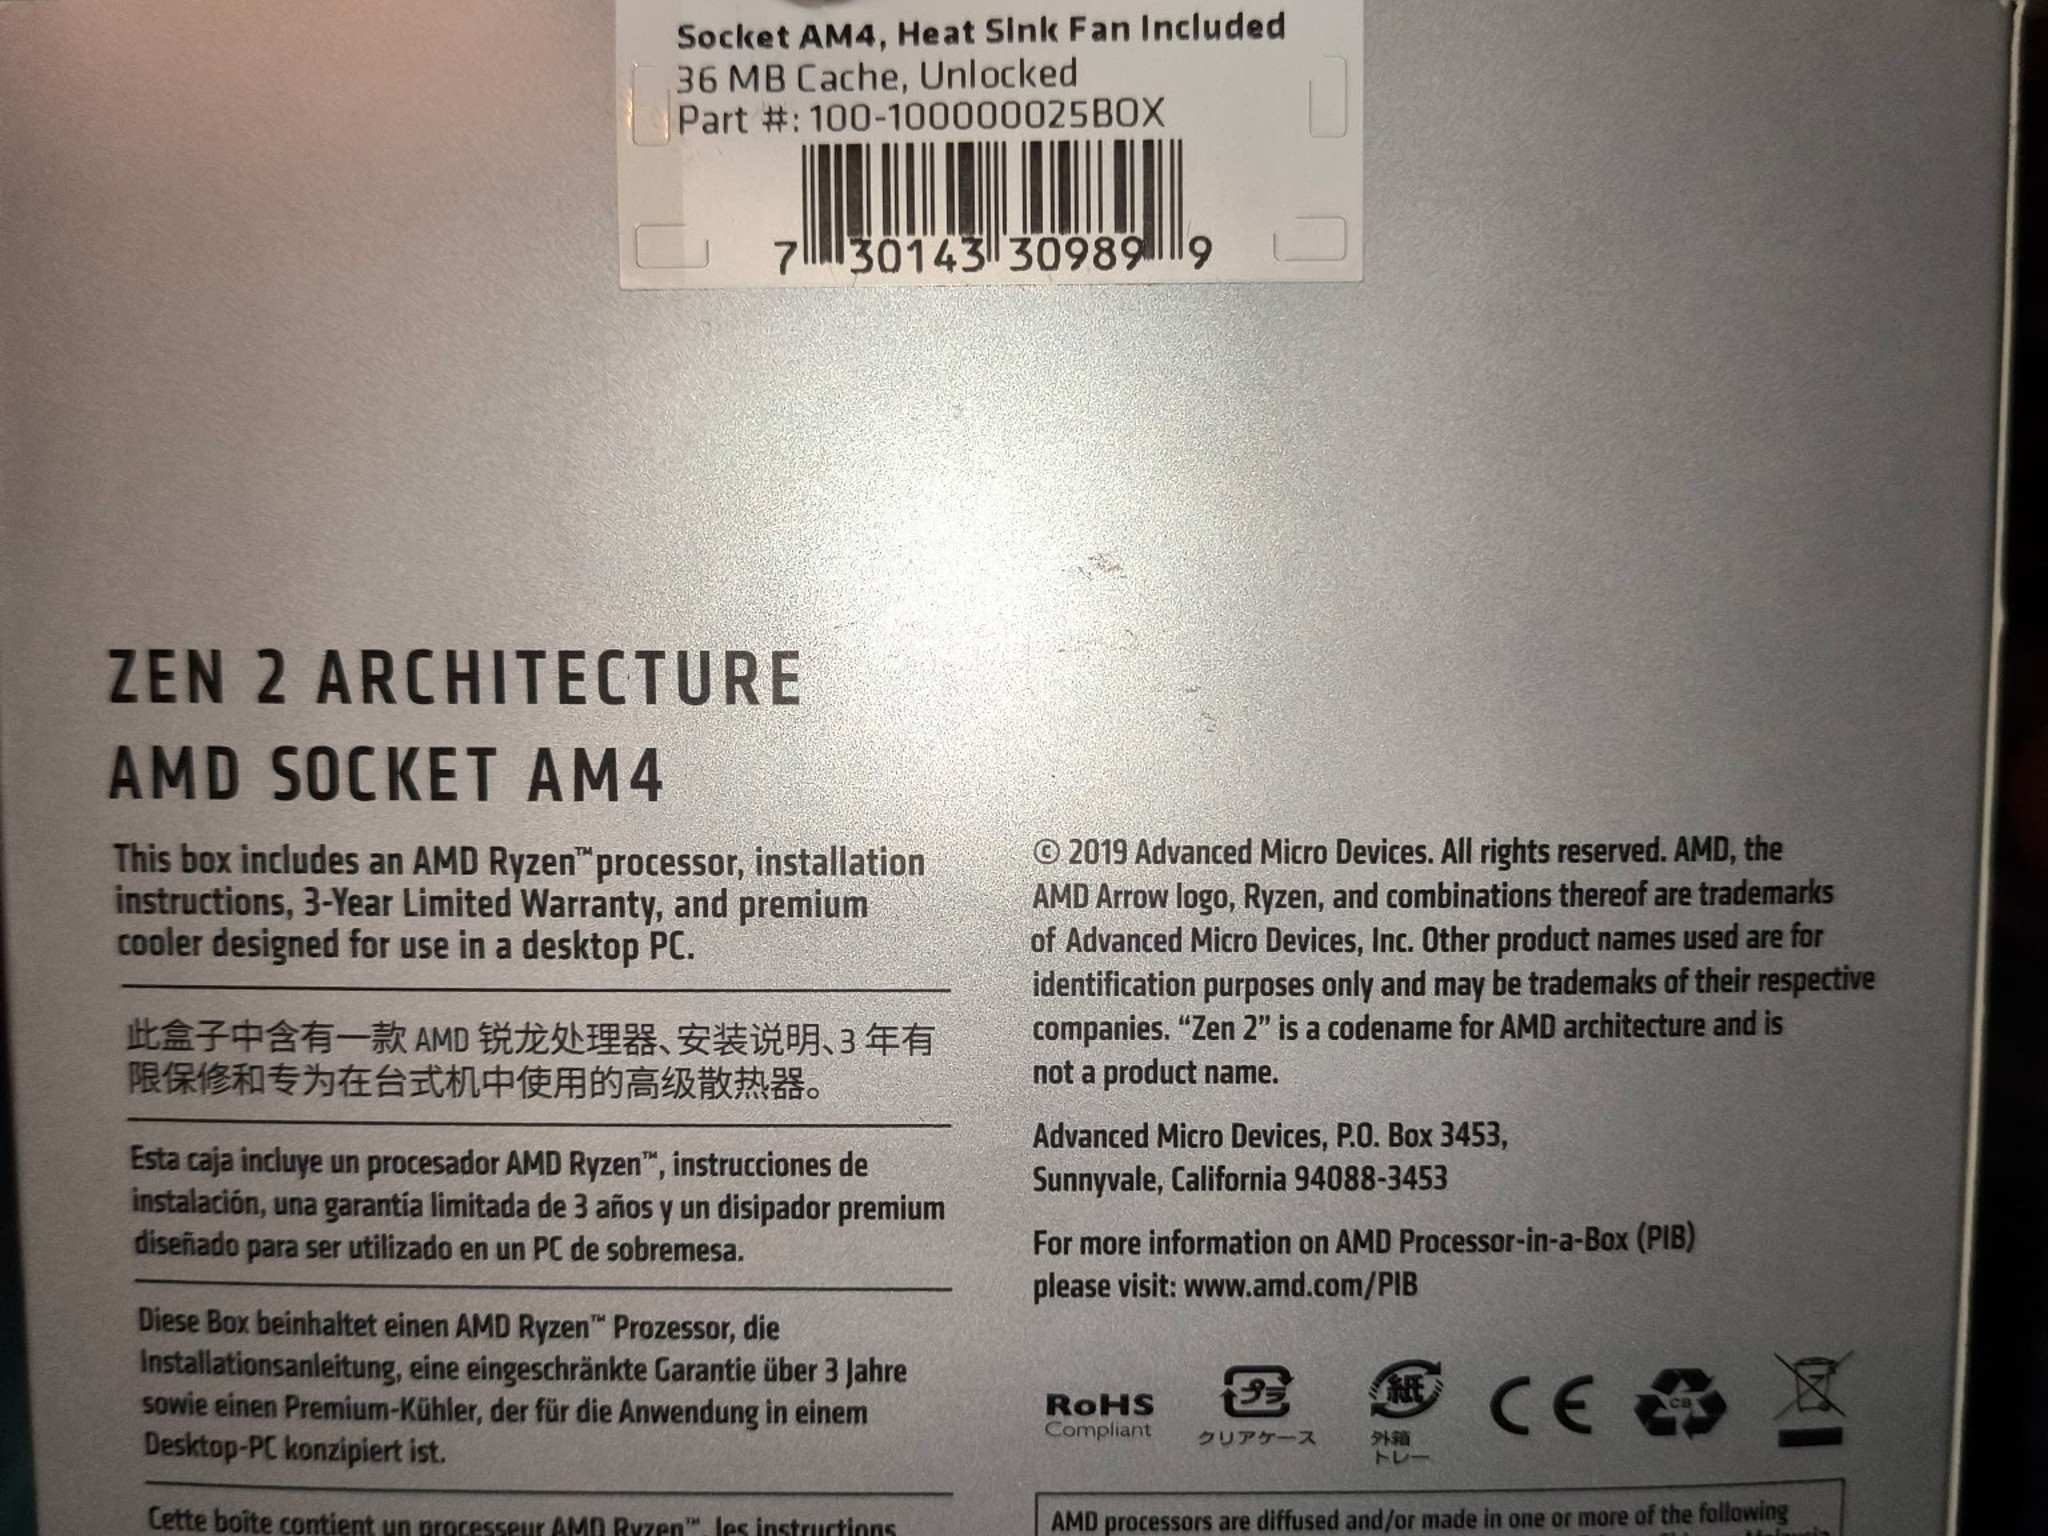 Socket AM4, Heat SInk Fan Included
36 MB Cache, Unlocked
Part #: 100-100000025BOX
7 30143 30989 9
ZEN 2 ARCHITECTURE
AMD SOCKET AM4
This box includes an AMD Ryzen™ processor, installation
instructions, 3-Year Limited Warranty, and premium
cooler designed for use in a desktop PC.
此盒子中含有一款 AMD 锐龙处理器、安装说明、3 年有
限保修和专为在台式机中使用的高级散热器。
Esta caja incluye un procesador AMD Ryzen™, instrucciones de
instalación, una garantía limitada de 3 años y un disipador premium
diseñado para ser utilizado en un PC de sobremesa.
Diese Box beinhaltet einen AMD Ryzen™ Prozessor, die
Installationsanleitung, eine eingeschränkte Garantie über 3 Jahre
sowie einen Premium-Kühler, der für die Anwendung in einem
Desktop-PC konzipiert ist.
Cette boîte contient un processeur AMD Ryzen™, les instructions
© 2019 Advanced Micro Devices. All rights reserved. AMD, the
AMD Arrow logo, Ryzen, and combinations thereof are trademarks
of Advanced Micro Devices, Inc. Other product names used are for
identification purposes only and may be trademaks of their respective
companies. “Zen 2” is a codename for AMD architecture and is
not a product name.
Advanced Micro Devices, P.O. Box 3453,
Sunnyvale, California 94088-3453
For more information on AMD Processor-in-a-Box (PIB)
please visit: www.amd.com/PIB
RoHS
Compliant
プラ
クリアケース
紙
外箱
トレー
CE
CB
AMD processors are diffused and/or made in one or more of the following